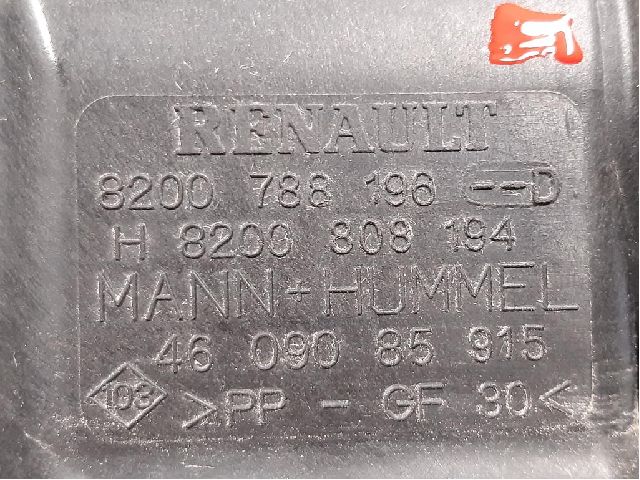 RENAULT
8200 788 196 --D
H 8200 808 194
MANN+HUMMEL
46 090 85 915
103 >PP - GF 30<